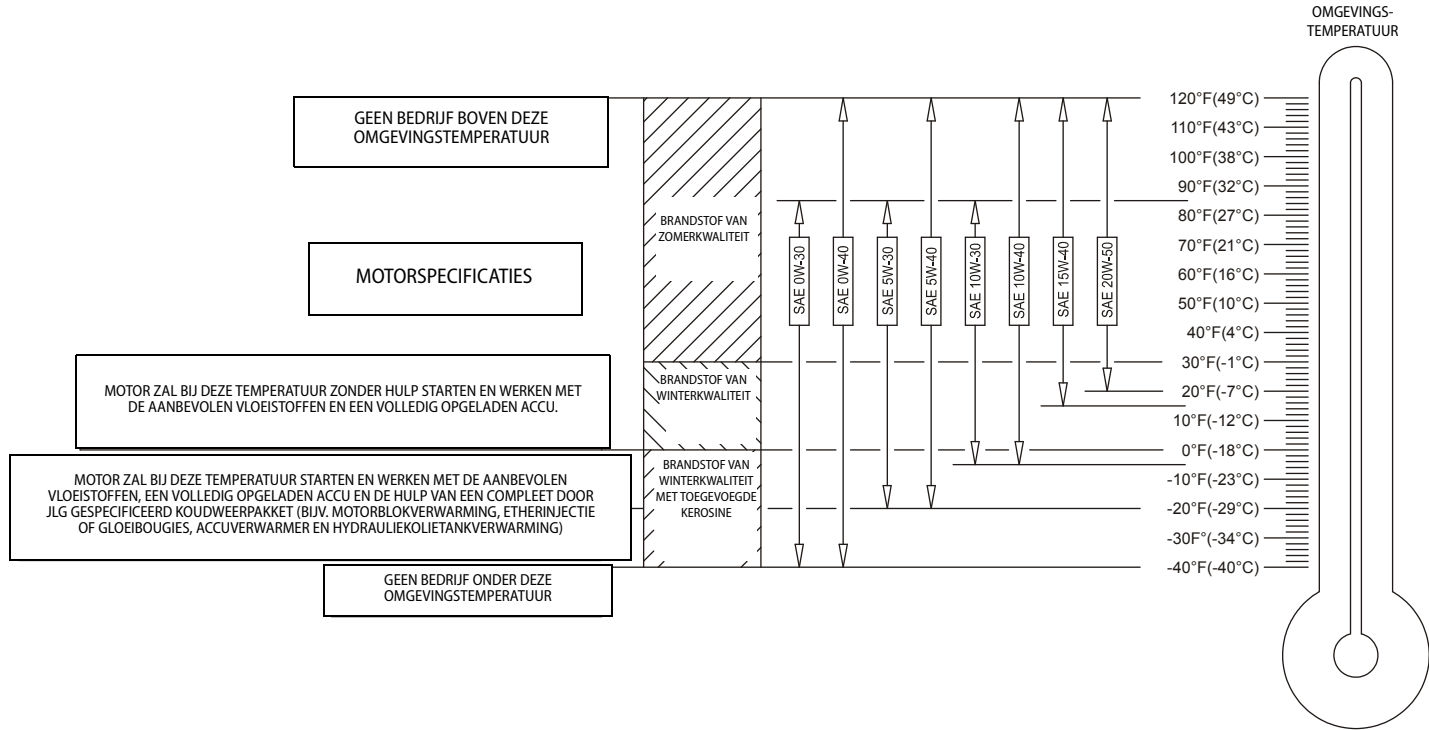 OMGEVINGS-
TEMPERATUUR
GEEN BEDRIJF BOVEN DEZE
OMGEVINGSTEMPERATUUR
MOTORSPECIFICATIES
MOTOR ZAL BIJ DEZE TEMPERATUUR ZONDER HULP STARTEN EN WERKEN MET
DE AANBEVOLEN VLOEISTOFFEN EN EEN VOLLEDIG OPGELADEN ACCU.
MOTOR ZAL BIJ DEZE TEMPERATUUR STARTEN EN WERKEN MET DE AANBEVOLEN
VLOEISTOFFEN, EEN VOLLEDIG OPGELADEN ACCU EN DE HULP VAN EEN COMPLEET DOOR
JLG GESPECIFICEERD KOUDWEERPAKKET (BIJV. MOTORBLOKVERWARMING, ETHERINJECTIE
OF GLOEIBOUGIES, ACCUVERWARMER EN HYDRAULIEKOLIETANKVERWARMING)
GEEN BEDRIJF ONDER DEZE
OMGEVINGSTEMPERATUUR
BRANDSTOF VAN
ZOMERKWALITEIT
BRANDSTOF VAN
WINTERKWALITEIT
BRANDSTOF VAN
WINTERKWALITEIT
MET TOEGEVOEGDE
KEROSINE
SAE 0W-30
SAE 0W-40
SAE 5W-30
SAE 5W-40
SAE 10W-30
SAE 10W-40
SAE 15W-40
SAE 20W-50
120°F(49°C)
110°F(43°C)
100°F(38°C)
90°F(32°C)
80°F(27°C)
70°F(21°C)
60°F(16°C)
50°F(10°C)
40°F(4°C)
30°F(-1°C)
20°F(-7°C)
10°F(-12°C)
0°F(-18°C)
-10°F(-23°C)
-20°F(-29°C)
-30F°(-34°C)
-40°F(-40°C)